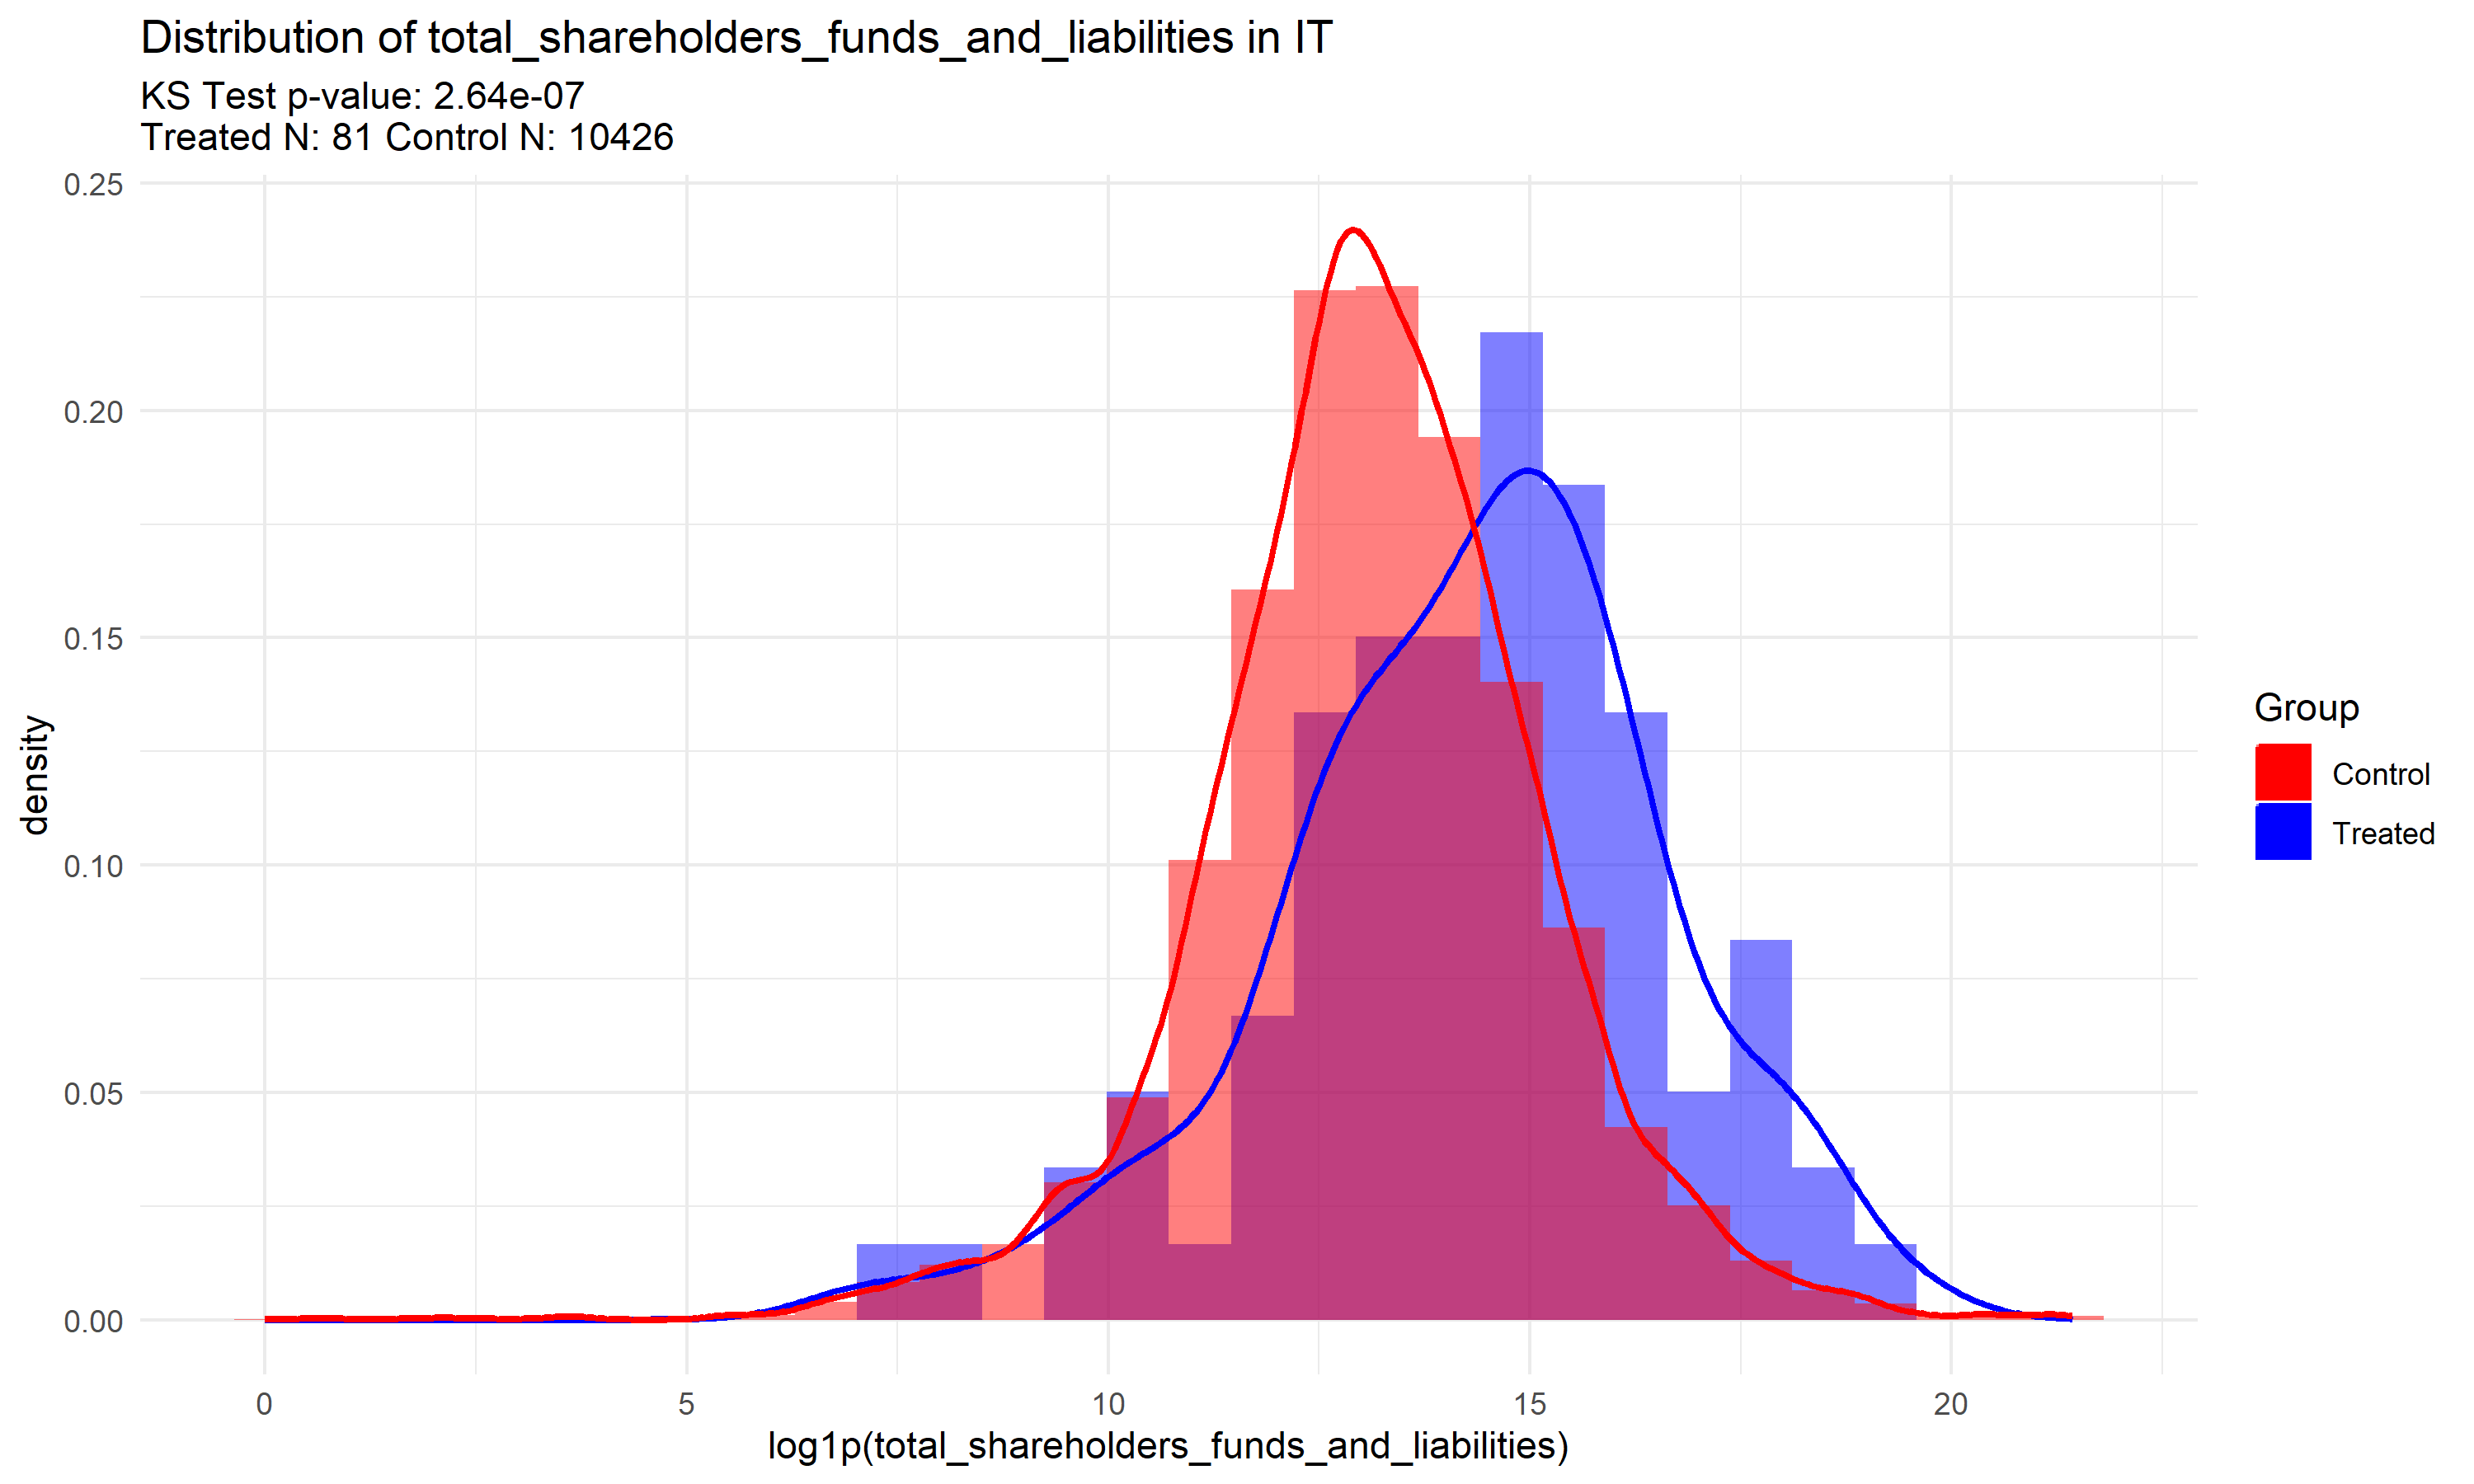 Distribution of total_shareholders_funds_and_liabilities in IT
KS Test p-value: 2.64e-07
Treated N: 81 Control N: 10426
0.25
0.20
0.15
0.10
0.05
0.00
density
0 5 10 15 20
log1p(total_shareholders_funds_and_liabilities)
Group
Control
Treated